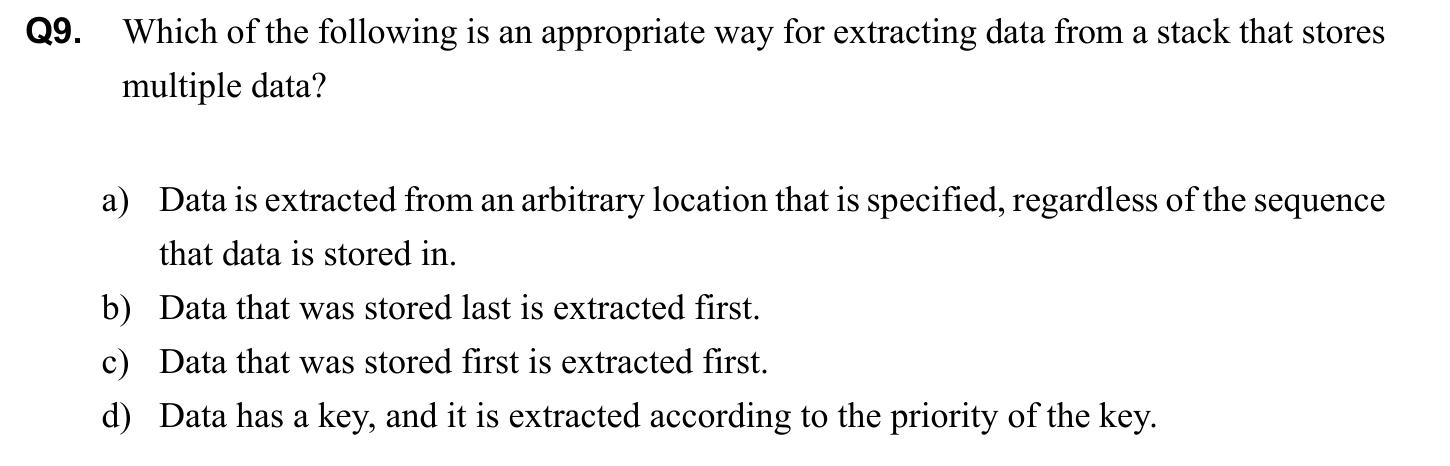 Q9. Which of the following is an appropriate way for extracting data from a stack that stores
multiple data?
a) Data is extracted from an arbitrary location that is specified, regardless of the sequence
that data is stored in.
b) Data that was stored last is extracted first.
c) Data that was stored first is extracted first.
d) Data has a key, and it is extracted according to the priority of the key.